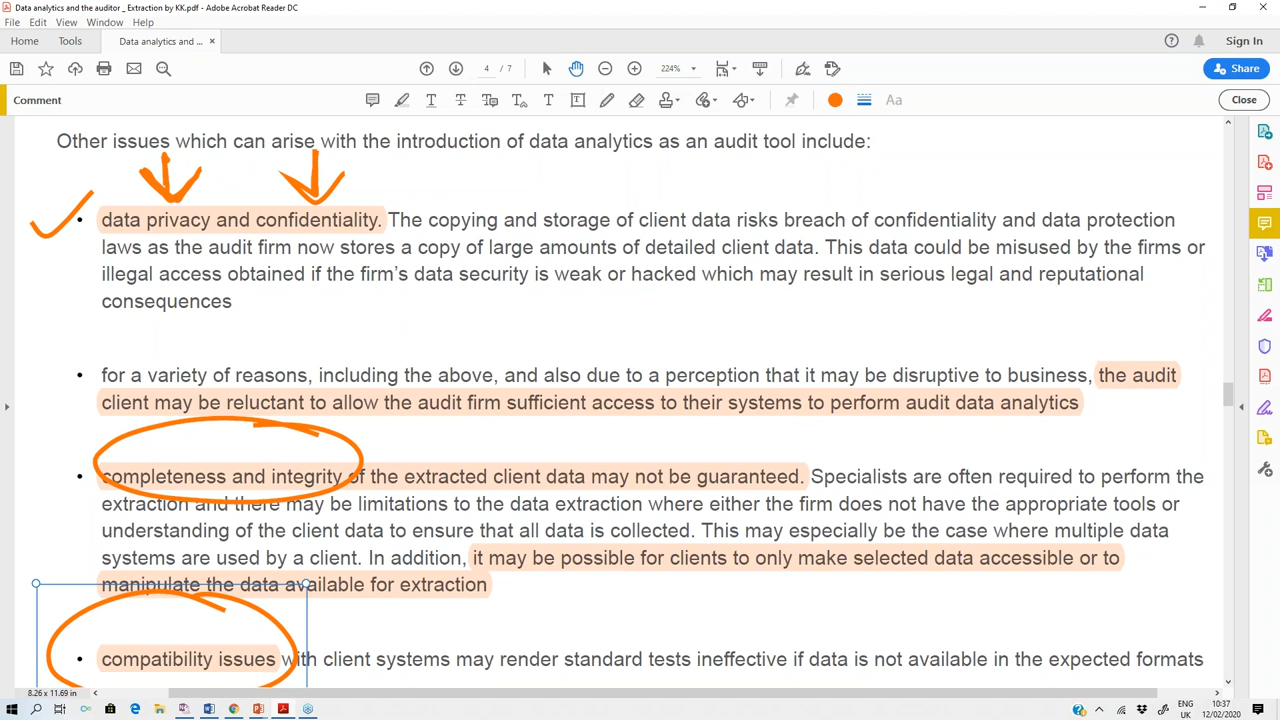 Data analytics and the auditor _ Extraction by KK.pdf - Adobe Acrobat Reader DC
File Edit View Window Help
Home Tools Data analytics and ... × Sign In
4 / 7 224% Share
Comment Aa Close
Other issues which can arise with the introduction of data analytics as an audit tool include:
• data privacy and confidentiality. The copying and storage of client data risks breach of confidentiality and data protection
laws as the audit firm now stores a copy of large amounts of detailed client data. This data could be misused by the firms or
illegal access obtained if the firm's data security is weak or hacked which may result in serious legal and reputational
consequences
• for a variety of reasons, including the above, and also due to a perception that it may be disruptive to business, the audit
client may be reluctant to allow the audit firm sufficient access to their systems to perform audit data analytics
• completeness and integrity of the extracted client data may not be guaranteed. Specialists are often required to perform the
extraction and there may be limitations to the data extraction where either the firm does not have the appropriate tools or
understanding of the client data to ensure that all data is collected. This may especially be the case where multiple data
systems are used by a client. In addition, it may be possible for clients to only make selected data accessible or to
manipulate the data available for extraction
• compatibility issues with client systems may render standard tests ineffective if data is not available in the expected formats
8.26 x 11.69 in
ENG 10:37
UK 12/02/2020